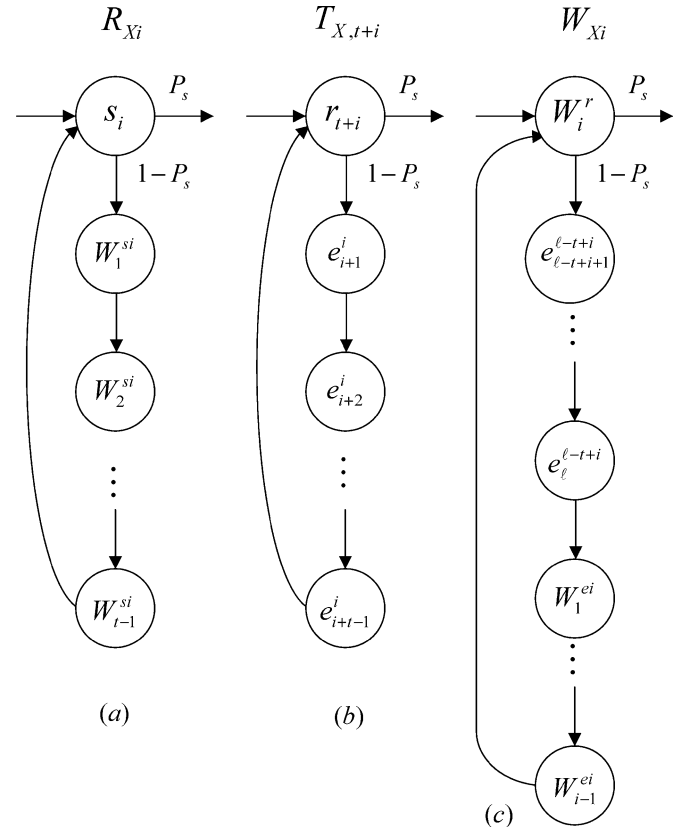 R_{Xi} T_{X,t+i} W_{Xi}
s_i P_s r_{t+i} P_s W_i^r P_s
1-P_s 1-P_s 1-P_s
W_1^{si} e_{i+1}^i e_{ℓ-t+i+1}^{ℓ-t+i}
W_2^{si} e_{i+2}^i
e_ℓ^{ℓ-t+i}
W_{t-1}^{si} e_{i+t-1}^i W_1^{ei}
(a) (b)
W_{i-1}^{ei}
(c)